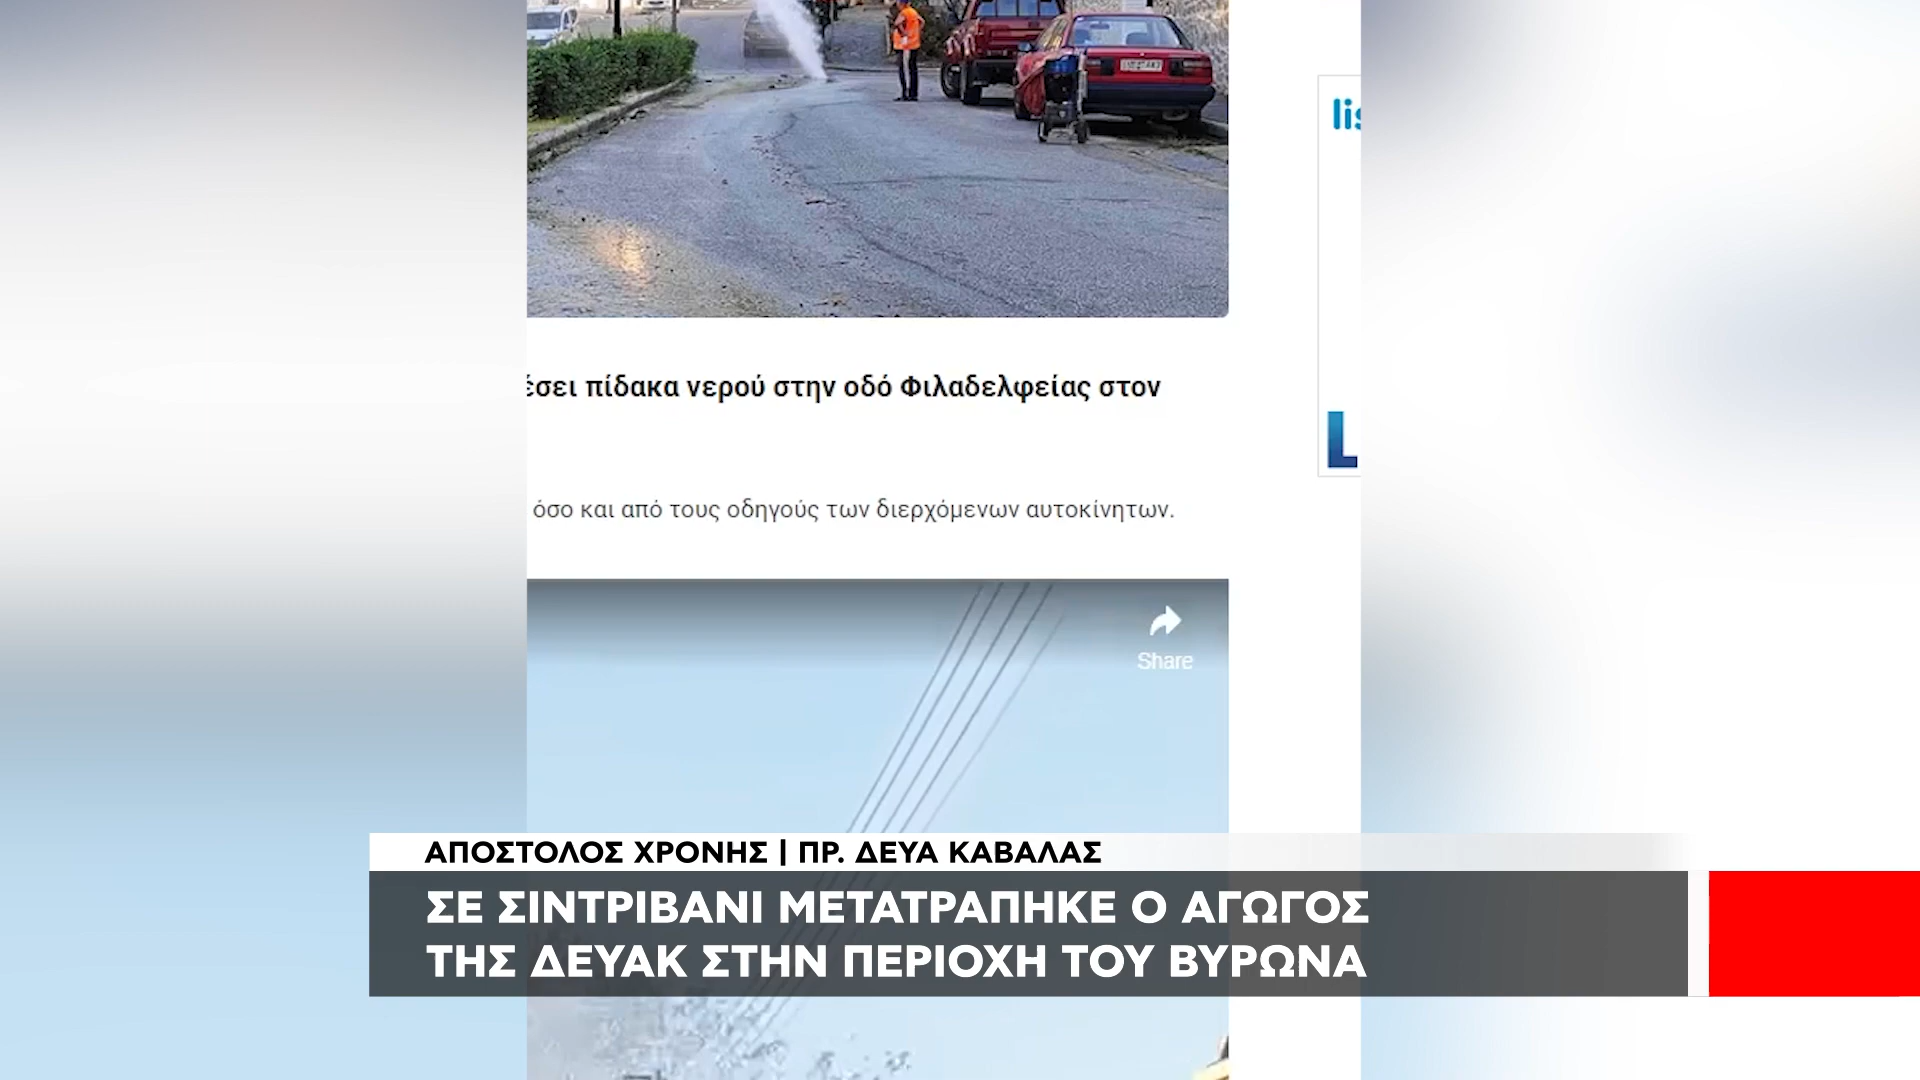 έσει πίδακα νερού στην οδό Φιλαδελφείας στον
όσο και από τους οδηγούς των διερχόμενων αυτοκίνητων.
Share
ΑΠΟΣΤΟΛΟΣ ΧΡΟΝΗΣ | ΠΡ. ΔΕΥΑ ΚΑΒΑΛΑΣ
ΣΕ ΣΙΝΤΡΙΒΑΝΙ ΜΕΤΑΤΡΑΠΗΚΕ Ο ΑΓΩΓΟΣ
ΤΗΣ ΔΕΥΑΚ ΣΤΗΝ ΠΕΡΙΟΧΗ ΤΟΥ ΒΥΡΩΝΑ